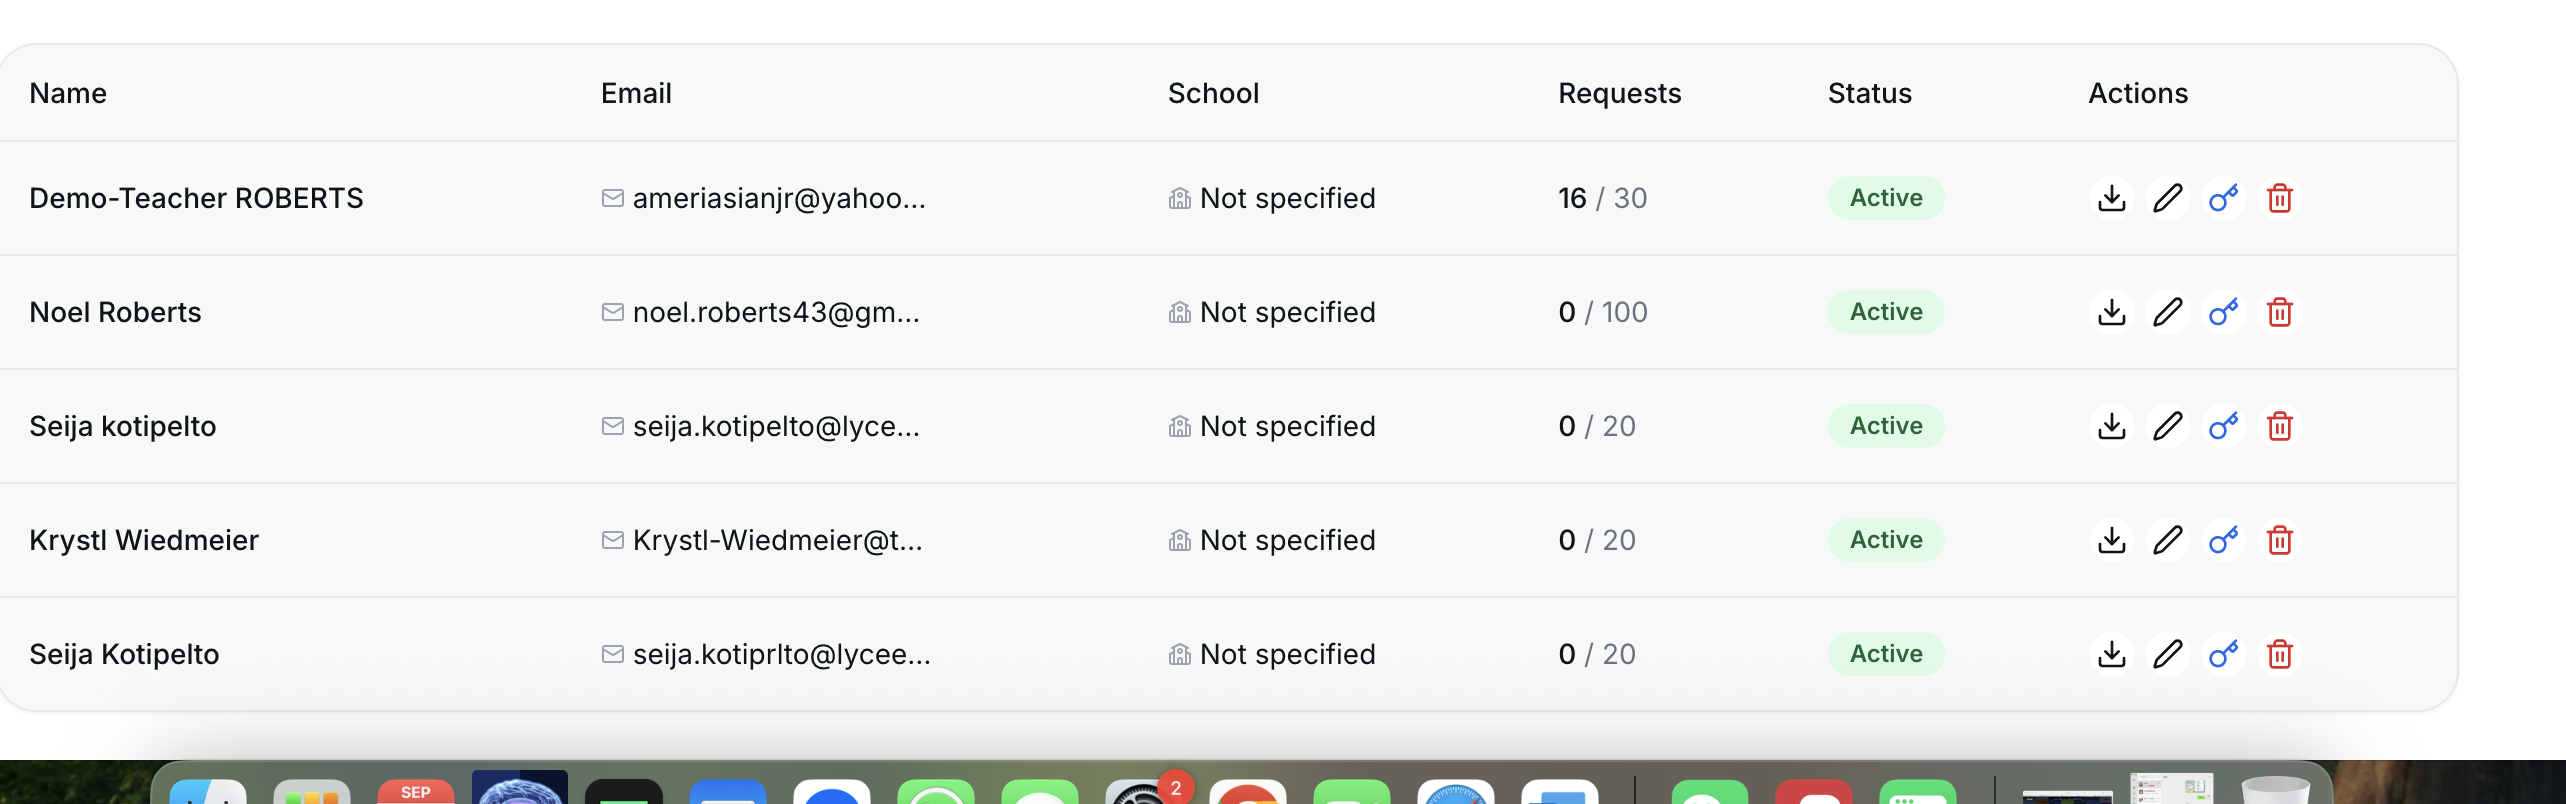 Name Email School Requests Status Actions
Demo-Teacher ROBERTS ameriasianjr@yahoo... Not specified 16 / 30 Active
Noel Roberts noel.roberts43@gm... Not specified 0 / 100 Active
Seija kotipelto seija.kotipelto@lyce... Not specified 0 / 20 Active
Krystl Wiedmeier Krystl-Wiedmeier@t... Not specified 0 / 20 Active
Seija Kotipelto seija.kotiprlto@lycee... Not specified 0 / 20 Active
SEP 2